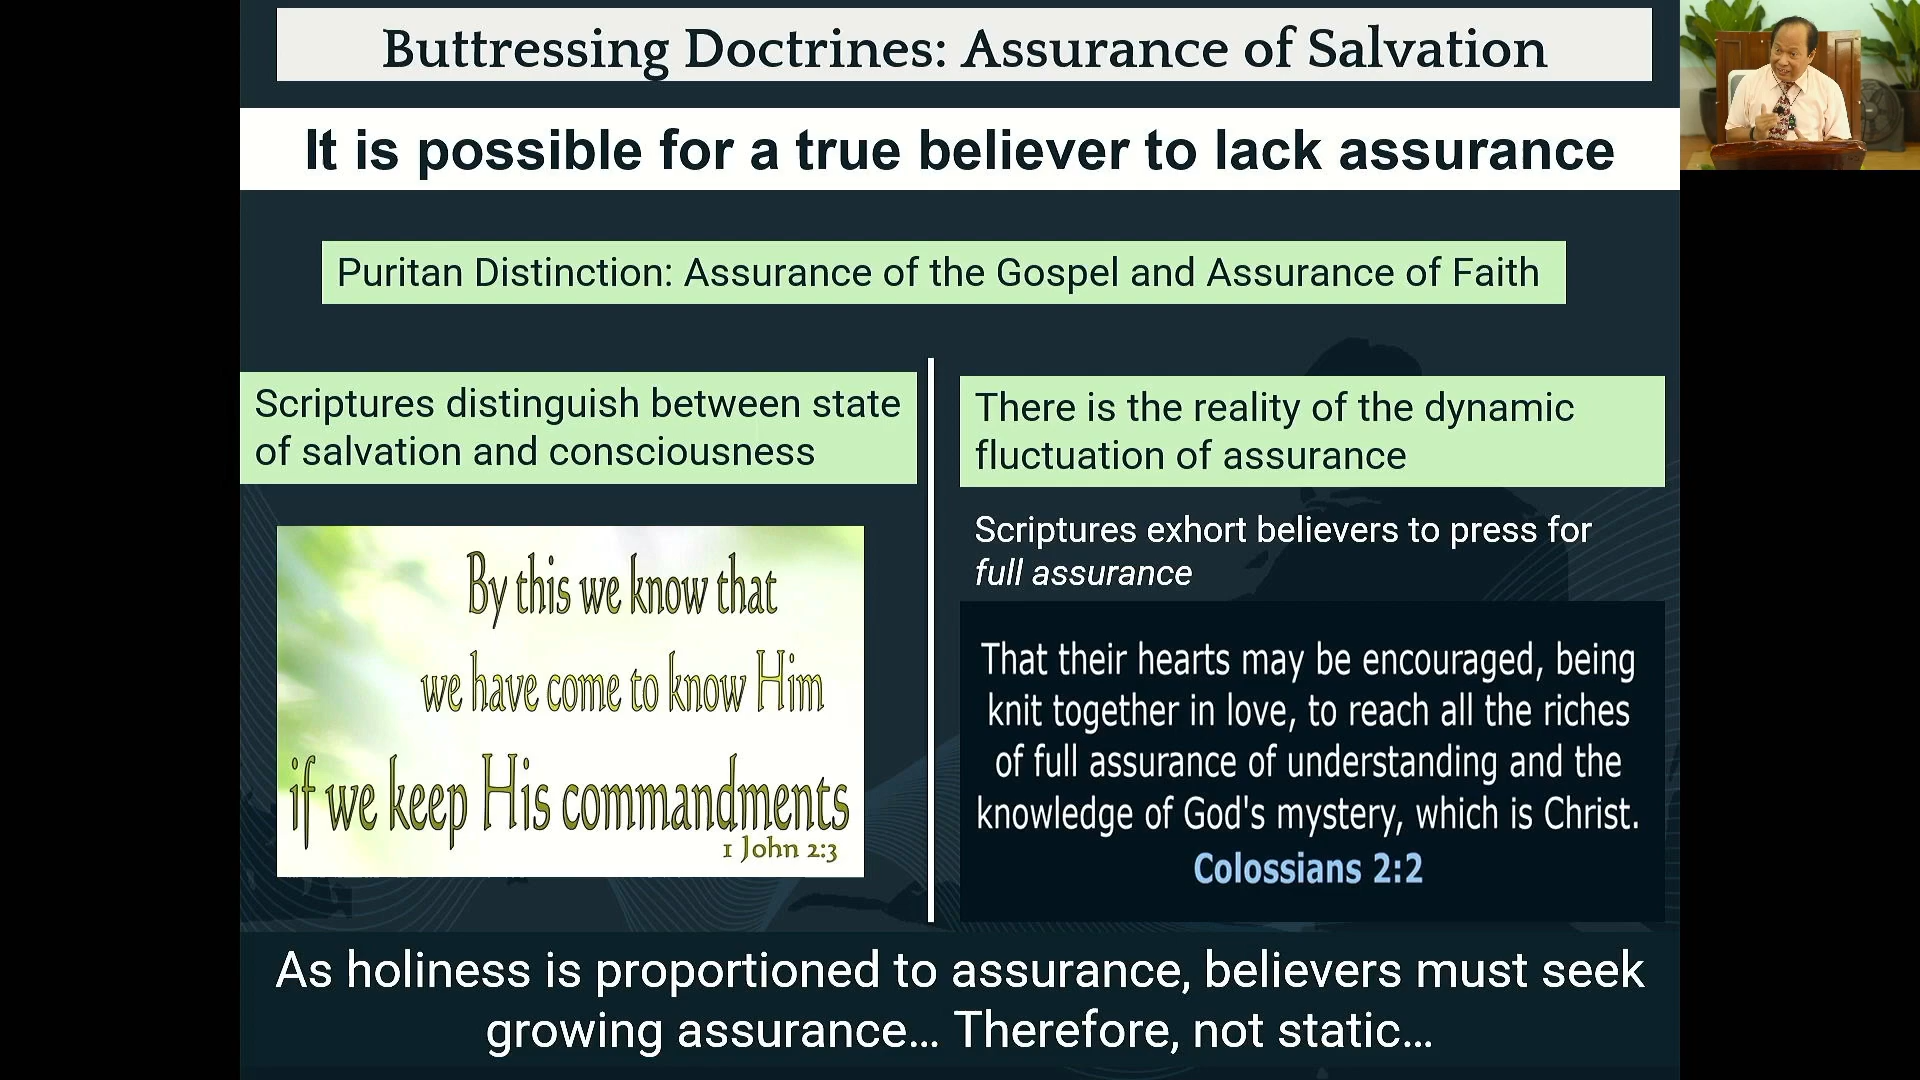 Buttressing Doctrines: Assurance of Salvation
It is possible for a true believer to lack assurance
Puritan Distinction: Assurance of the Gospel and Assurance of Faith
Scriptures distinguish between state
of salvation and consciousness
By this we know that
we have come to know Him
if we keep His commandments
1 John 2:3
There is the reality of the dynamic
fluctuation of assurance
Scriptures exhort believers to press for
full assurance
That their hearts may be encouraged, being
knit together in love, to reach all the riches
of full assurance of understanding and the
knowledge of God's mystery, which is Christ.
Colossians 2:2
As holiness is proportioned to assurance, believers must seek
growing assurance... Therefore, not static...